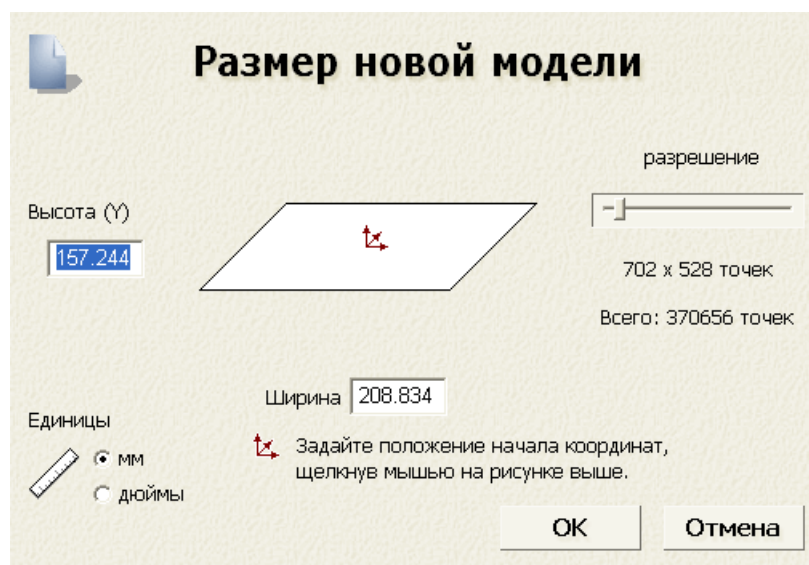 Размер новой модели
разрешение
Высота (Y)
157.244
702 x 528 точек
Всего: 370656 точек
Ширина 208.834
Единицы
мм
дюймы
Задайте положение начала координат,
щелкнув мышью на рисунке выше.
OK Отмена